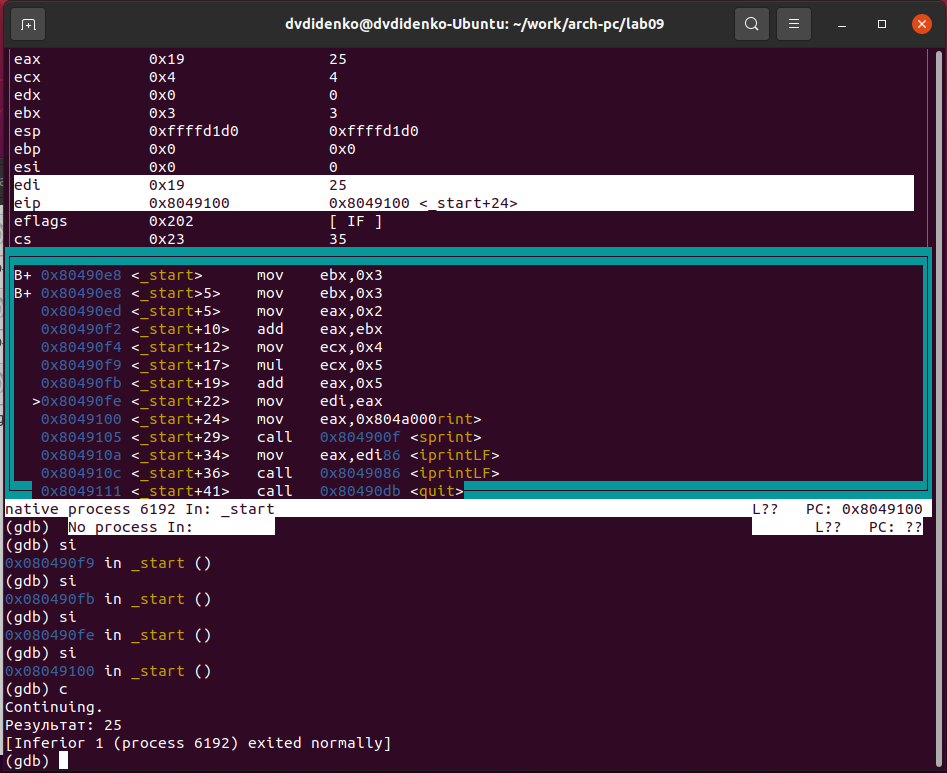 dvdidenko@dvdidenko-Ubuntu: ~/work/arch-pc/lab09
eax 0x19 25
ecx 0x4 4
edx 0x0 0
ebx 0x3 3
esp 0xffffd1d0 0xffffd1d0
ebp 0x0 0x0
esi 0x0 0
edi 0x19 25
eip 0x8049100 0x8049100 <_start+24>
eflags 0x202 [ IF ]
cs 0x23 35
B+ 0x80490e8 <_start> mov ebx,0x3
B+ 0x80490e8 <_start>5> mov ebx,0x3
0x80490ed <_start+5> mov eax,0x2
0x80490f2 <_start+10> add eax,ebx
0x80490f4 <_start+12> mov ecx,0x4
0x80490f9 <_start+17> mul ecx,0x5
0x80490fb <_start+19> add eax,0x5
>0x80490fe <_start+22> mov edi,eax
0x8049100 <_start+24> mov eax,0x804a000rint>
0x8049105 <_start+29> call 0x804900f <sprint>
0x804910a <_start+34> mov eax,edi86 <iprintLF>
0x804910c <_start+36> call 0x8049086 <iprintLF>
0x8049111 <_start+41> call 0x80490db <quit>
native process 6192 In: _start L?? PC: 0x8049100
(gdb) No process In: L?? PC: ??
(gdb) si
0x080490f9 in _start ()
(gdb) si
0x080490fb in _start ()
(gdb) si
0x080490fe in _start ()
(gdb) si
0x08049100 in _start ()
(gdb) c
Continuing.
Результат: 25
[Inferior 1 (process 6192) exited normally]
(gdb)